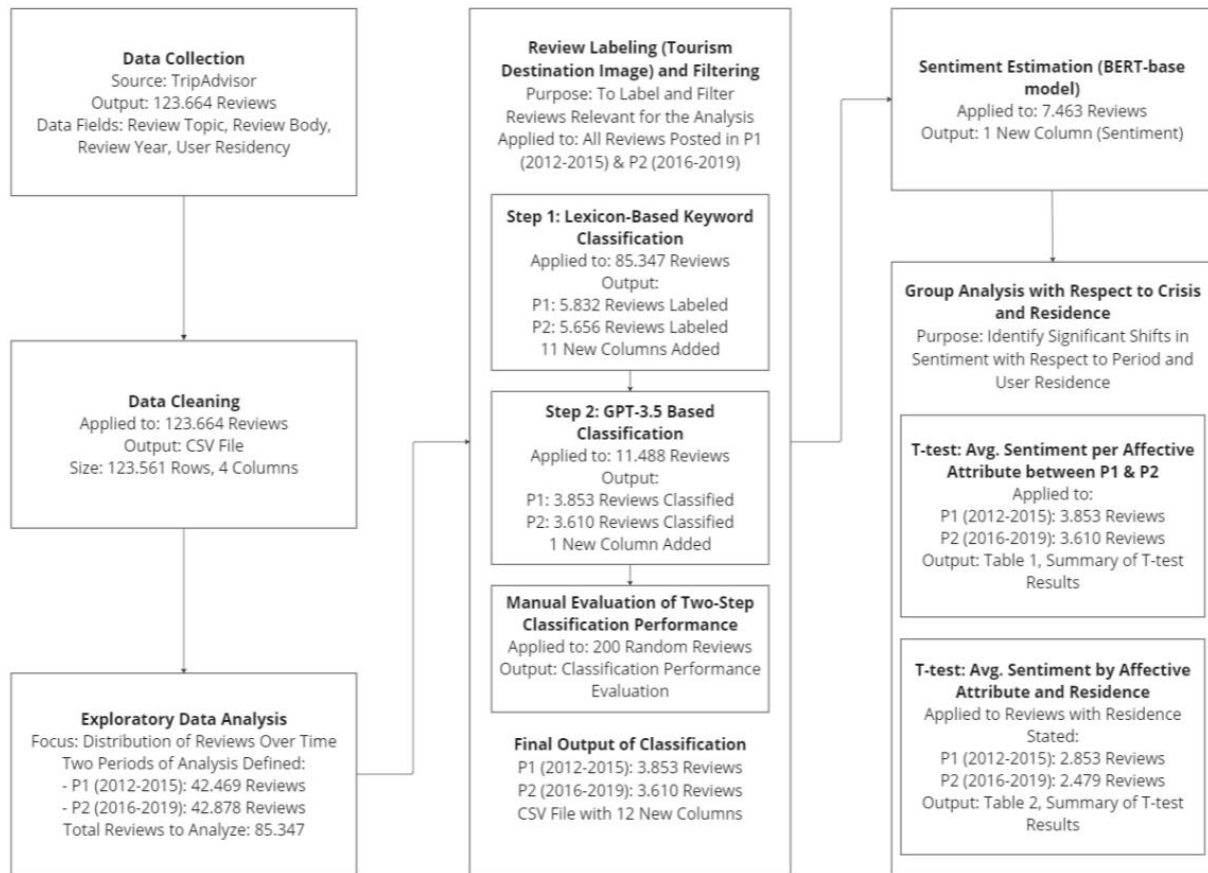 Data Collection
Source: TripAdvisor
Output: 123.664 Reviews
Data Fields: Review Topic, Review Body,
Review Year, User Residency
Data Cleaning
Applied to: 123.664 Reviews
Output: CSV File
Size: 123.561 Rows, 4 Columns
Exploratory Data Analysis
Focus: Distribution of Reviews Over Time
Two Periods of Analysis Defined:
- P1 (2012-2015): 42.469 Reviews
- P2 (2016-2019): 42.878 Reviews
Total Reviews to Analyze: 85.347
Review Labeling (Tourism
Destination Image) and Filtering
Purpose: To Label and Filter
Reviews Relevant for the Analysis
Applied to: All Reviews Posted in P1
(2012-2015) & P2 (2016-2019)
Step 1: Lexicon-Based Keyword
Classification
Applied to: 85.347 Reviews
Output:
P1: 5.832 Reviews Labeled
P2: 5.656 Reviews Labeled
11 New Columns Added
Step 2: GPT-3.5 Based
Classification
Applied to: 11.488 Reviews
Output:
P1: 3.853 Reviews Classified
P2: 3.610 Reviews Classified
1 New Column Added
Manual Evaluation of Two-Step
Classification Performance
Applied to: 200 Random Reviews
Output: Classification Performance
Evaluation
Final Output of Classification
P1 (2012-2015): 3.853 Reviews
P2 (2016-2019): 3.610 Reviews
CSV File with 12 New Columns
Sentiment Estimation (BERT-base
model)
Applied to: 7.463 Reviews
Output: 1 New Column (Sentiment)
Group Analysis with Respect to Crisis
and Residence
Purpose: Identify Significant Shifts in
Sentiment with Respect to Period and
User Residence
T-test: Avg. Sentiment per Affective
Attribute between P1 & P2
Applied to:
P1 (2012-2015): 3.853 Reviews
P2 (2016-2019): 3.610 Reviews
Output: Table 1, Summary of T-test
Results
T-test: Avg. Sentiment by Affective
Attribute and Residence
Applied to Reviews with Residence
Stated:
P1 (2012-2015): 2.853 Reviews
P2 (2016-2019): 2.479 Reviews
Output: Table 2, Summary of T-test
Results